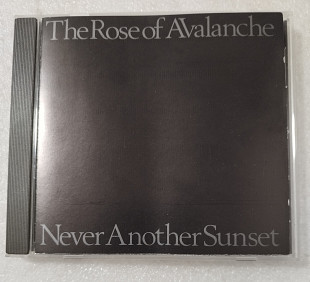 The Rose of Avalanche
Never Another Sunset